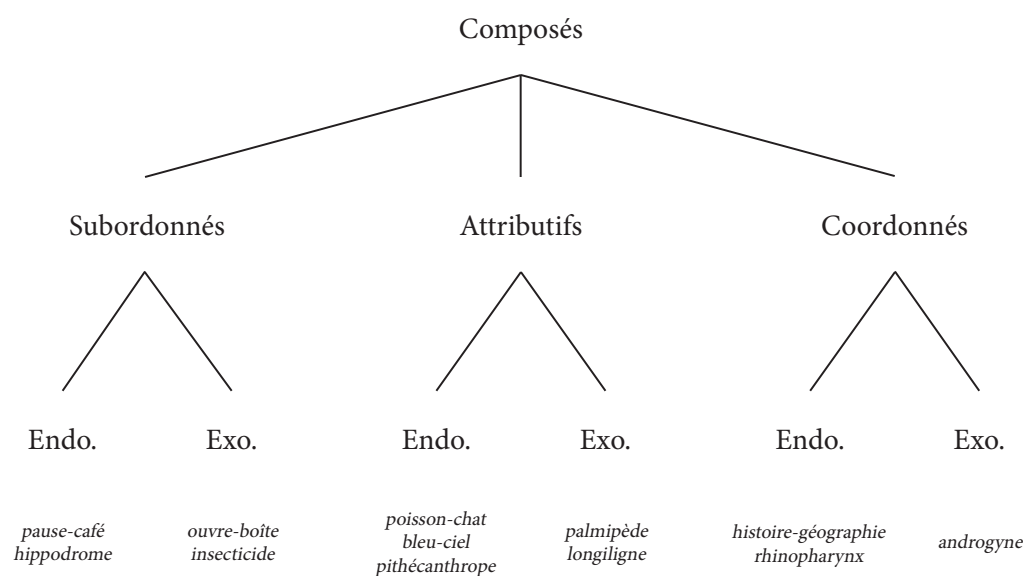 Composés
Subordonnés Attributifs Coordonnés
Endo. Exo. Endo. Exo. Endo. Exo.
pause-café
hippodrome
ouvre-boîte
insecticide
poisson-chat
bleu-ciel
pithécanthrope
palmipède
longiligne
histoire-géographie
rhinopharynx
androgyne